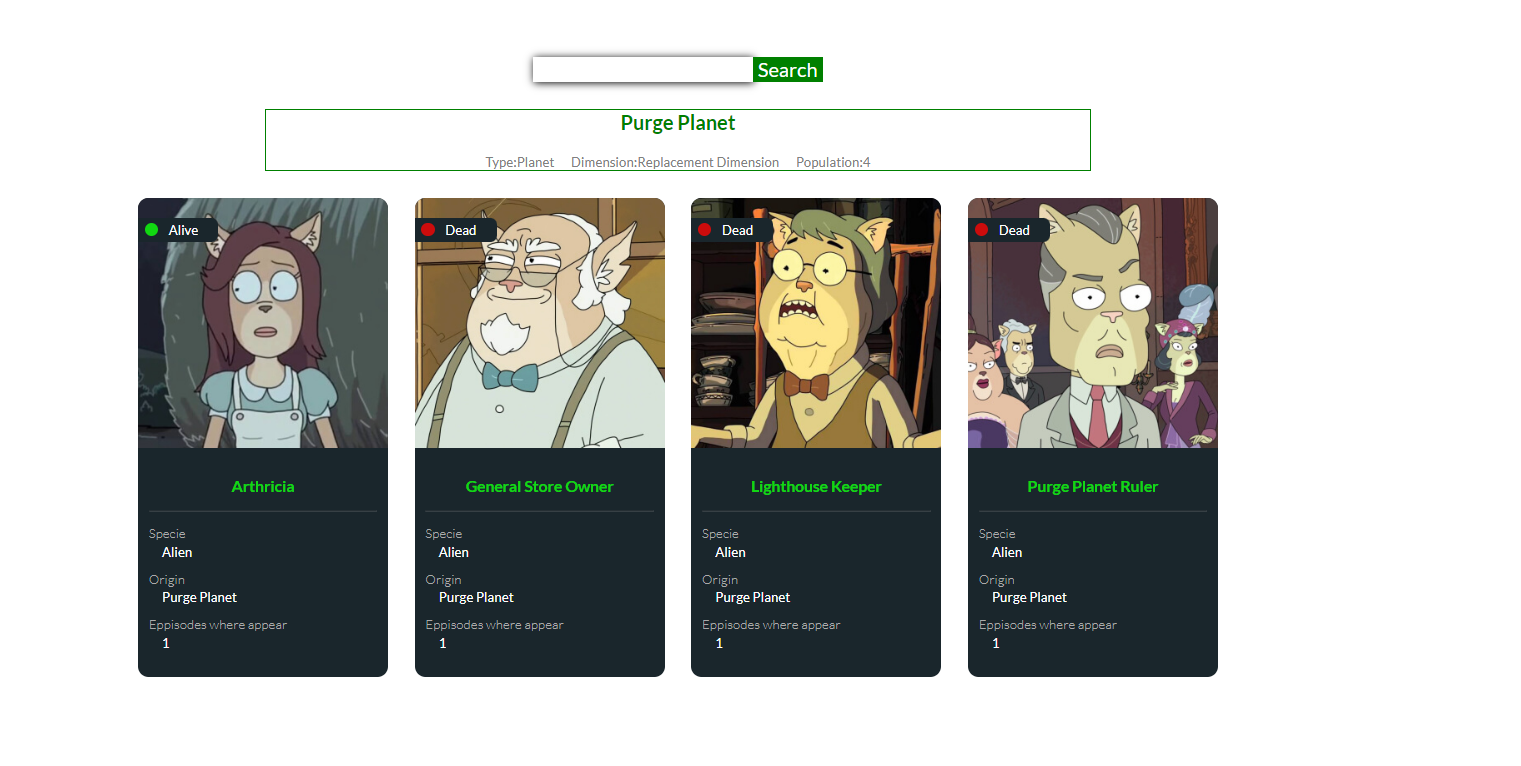 Search
Purge Planet
Type:Planet Dimension:Replacement Dimension Population:4
Alive
Dead
Dead
Dead
Arthricia
General Store Owner
Lighthouse Keeper
Purge Planet Ruler
Specie
Specie
Specie
Specie
Alien
Alien
Alien
Alien
Origin
Origin
Origin
Origin
Purge Planet
Purge Planet
Purge Planet
Purge Planet
Eppisodes where appear
Eppisodes where appear
Eppisodes where appear
Eppisodes where appear
1
1
1
1